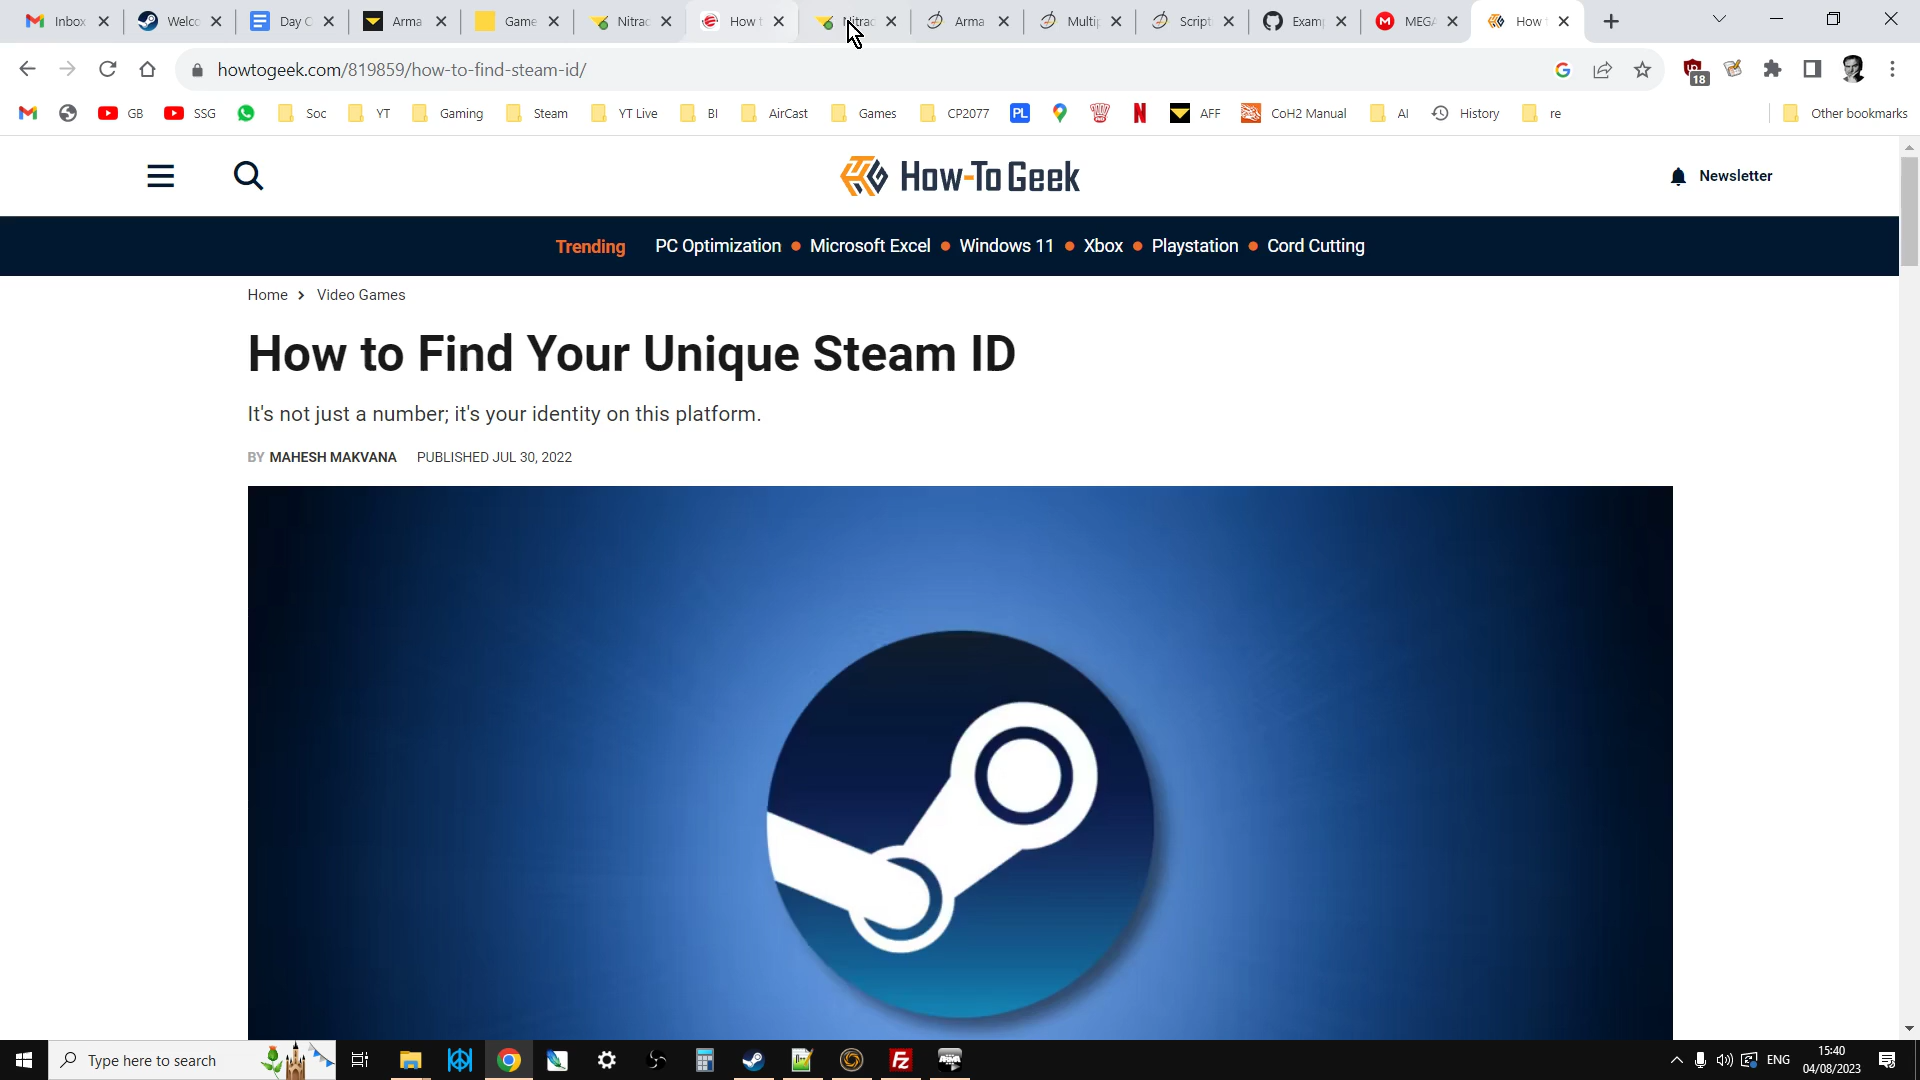 Inbox Welco Day C Arma Game Nitrac How t Nitrac Arma Multip Scripti Examp MEGA How t
howtogeek.com/819859/how-to-find-steam-id/
18
GB SSG Soc YT Gaming Steam YT Live BI AirCast Games CP2077 PL AFF CoH2 Manual AI History re Other bookmarks
How-To Geek
Newsletter
Trending PC Optimization Microsoft Excel Windows 11 Xbox Playstation Cord Cutting
Home > Video Games
How to Find Your Unique Steam ID
It's not just a number; it's your identity on this platform.
BY MAHESH MAKVANA PUBLISHED JUL 30, 2022
Type here to search
ENG
15:40
04/08/2023